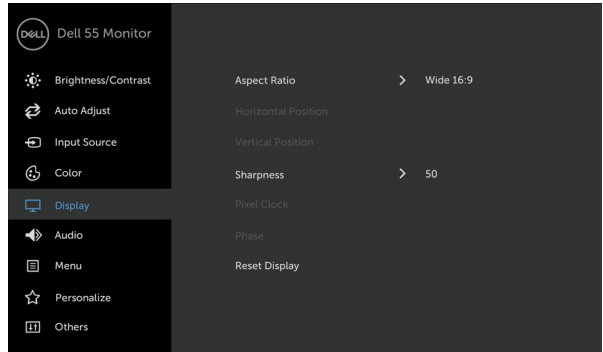 DELL Dell 55 Monitor
Brightness/Contrast
Auto Adjust
Input Source
Color
Display
Audio
Menu
Personalize
Others
Aspect Ratio > Wide 16:9
Horizontal Position
Vertical Position
Sharpness > 50
Pixel Clock
Phase
Reset Display